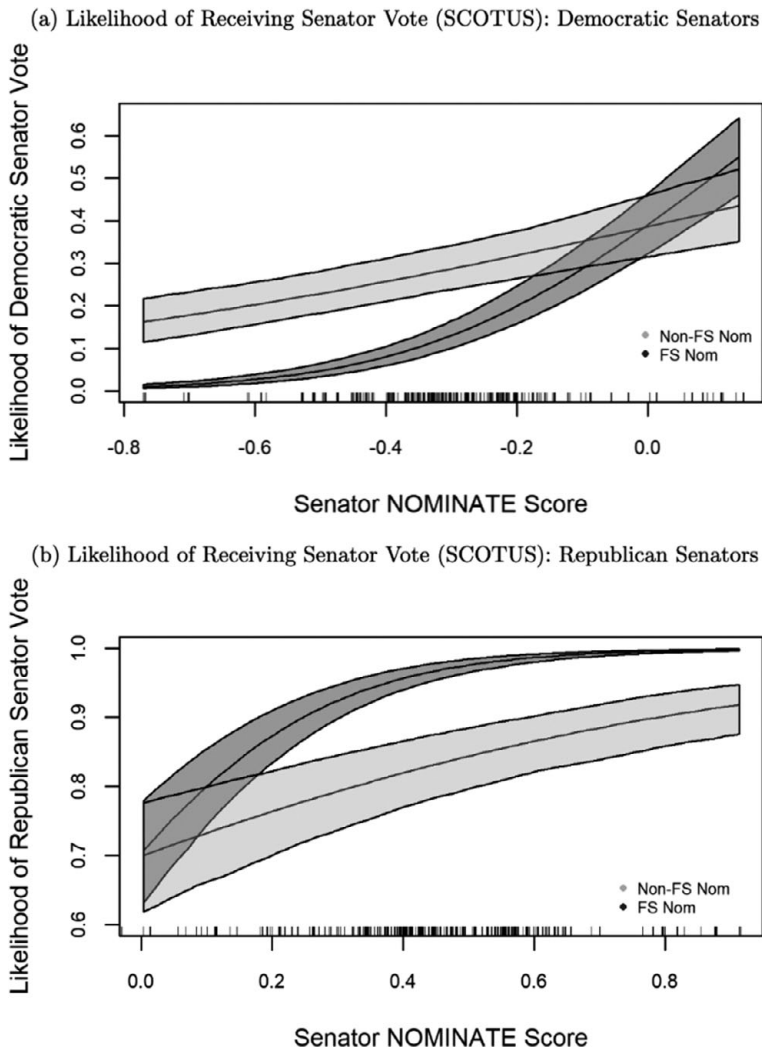 (a) Likelihood of Receiving Senator Vote (SCOTUS): Democratic Senators
Likelihood of Democratic Senator Vote
0.6
0.5
0.4
0.3
0.2
0.1
0.0
Non-FS Nom
FS Nom
-0.8 -0.6 -0.4 -0.2 0.0
Senator NOMINATE Score
(b) Likelihood of Receiving Senator Vote (SCOTUS): Republican Senators
Likelihood of Republican Senator Vote
1.0
0.9
0.8
0.7
0.6
Non-FS Nom
FS Nom
0.0 0.2 0.4 0.6 0.8
Senator NOMINATE Score